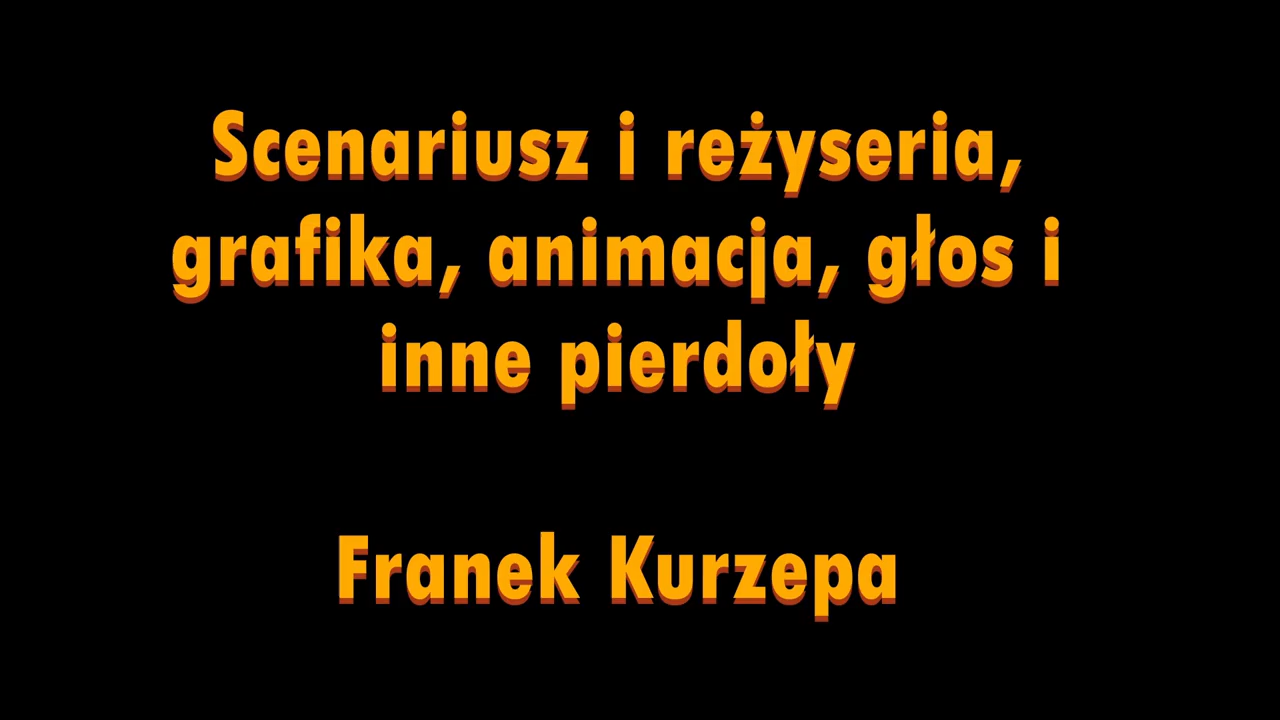 Scenariusz i reżyseria,
grafika, animacja, głos i
inne pierdoły
Franek Kurzepa